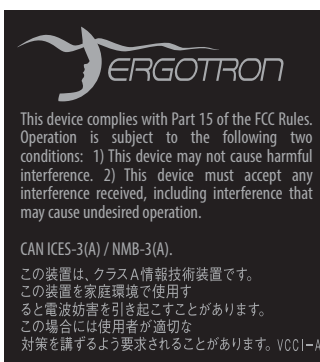 ERGOTRON
This device complies with Part 15 of the FCC Rules.
Operation is subject to the following two
conditions: 1) This device may not cause harmful
interference. 2) This device must accept any
interference received, including interference that
may cause undesired operation.
CAN ICES-3(A) / NMB-3(A).
この装置は、クラスA情報技術装置です。
この装置を家庭環境で使用す
ると電波妨害を引き起こすことがあります。
この場合には使用者が適切な
対策を講ずるよう要求されることがあります。 VCCI-A